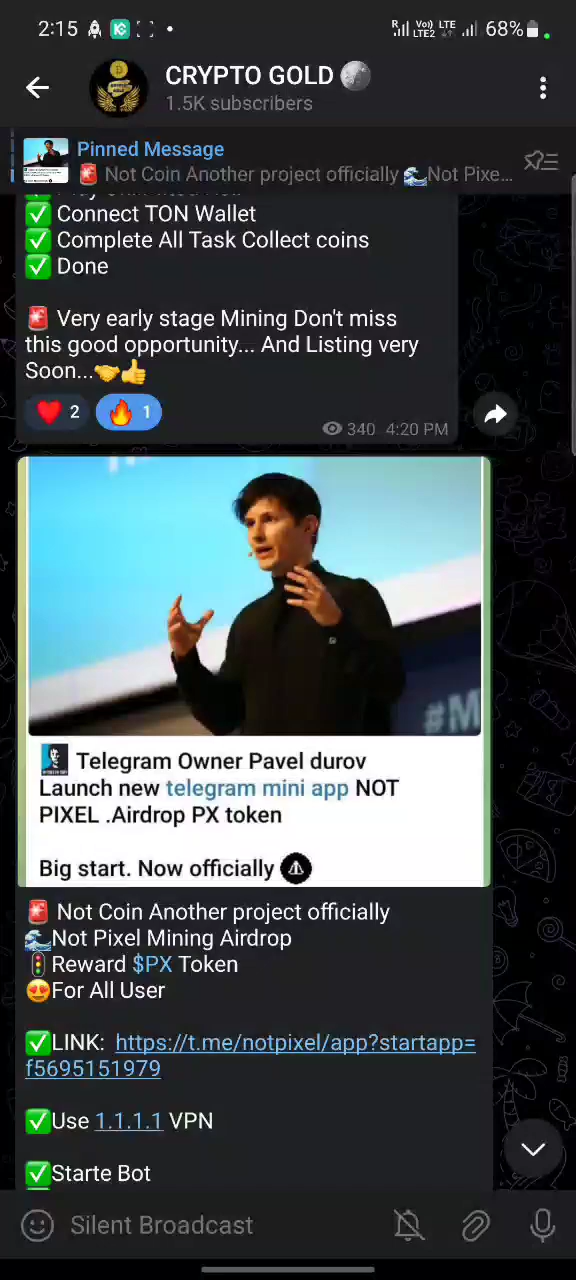 2:15
R
Vo)) LTE
LTE2
68%
CRYPTO GOLD
1.5K subscribers
Pinned Message
🚨 Not Coin Another project officially 🌊Not Pixe...
✅ Connect TON Wallet
✅ Complete All Task Collect coins
✅ Done
🚨 Very early stage Mining Don't miss
this good opportunity... And Listing very
Soon...🤝👍
❤️ 2
🔥 1
340 4:20 PM
#M
Telegram Owner Pavel durov
Launch new telegram mini app NOT
PIXEL .Airdrop PX token
Big start. Now officially
🚨 Not Coin Another project officially
🌊Not Pixel Mining Airdrop
🚦Reward $PX Token
😍For All User
✅LINK: https://t.me/notpixel/app?startapp=
f5695151979
✅Use 1.1.1.1 VPN
✅Starte Bot
Silent Broadcast